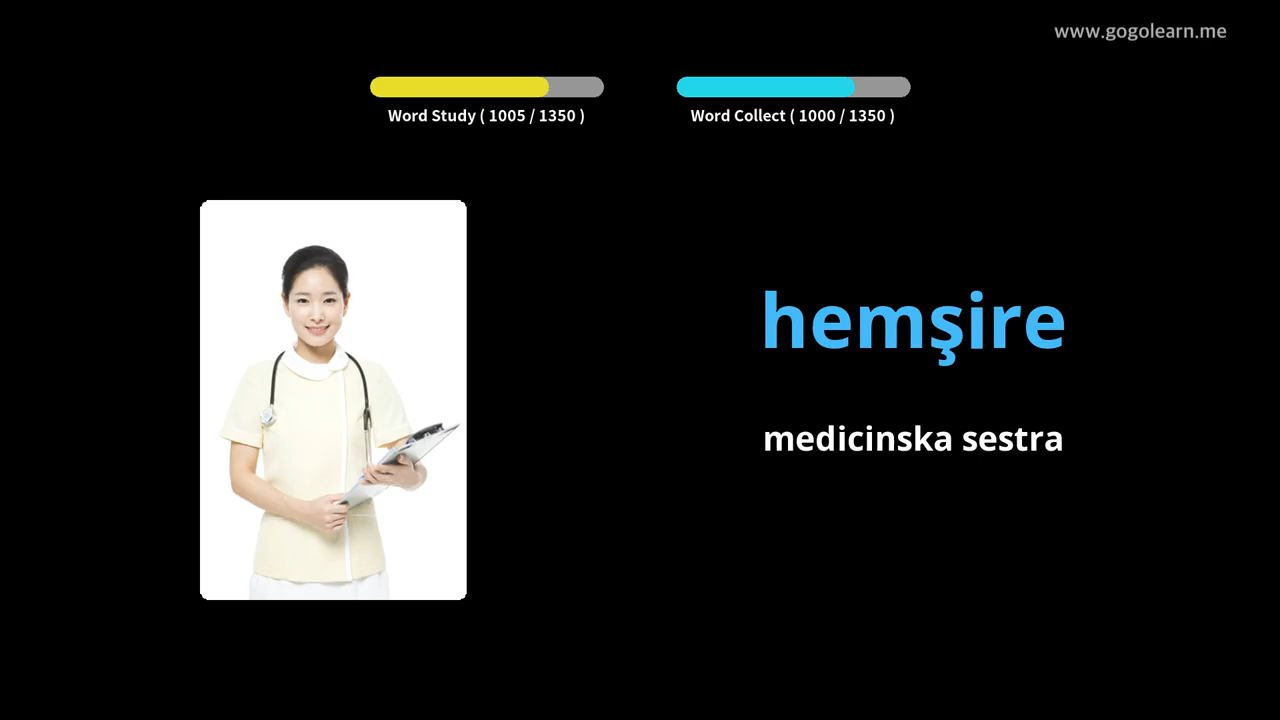 www.gogolearn.me
Word Study ( 1005 / 1350 )
Word Collect ( 1000 / 1350 )
hemşire
medicinska sestra